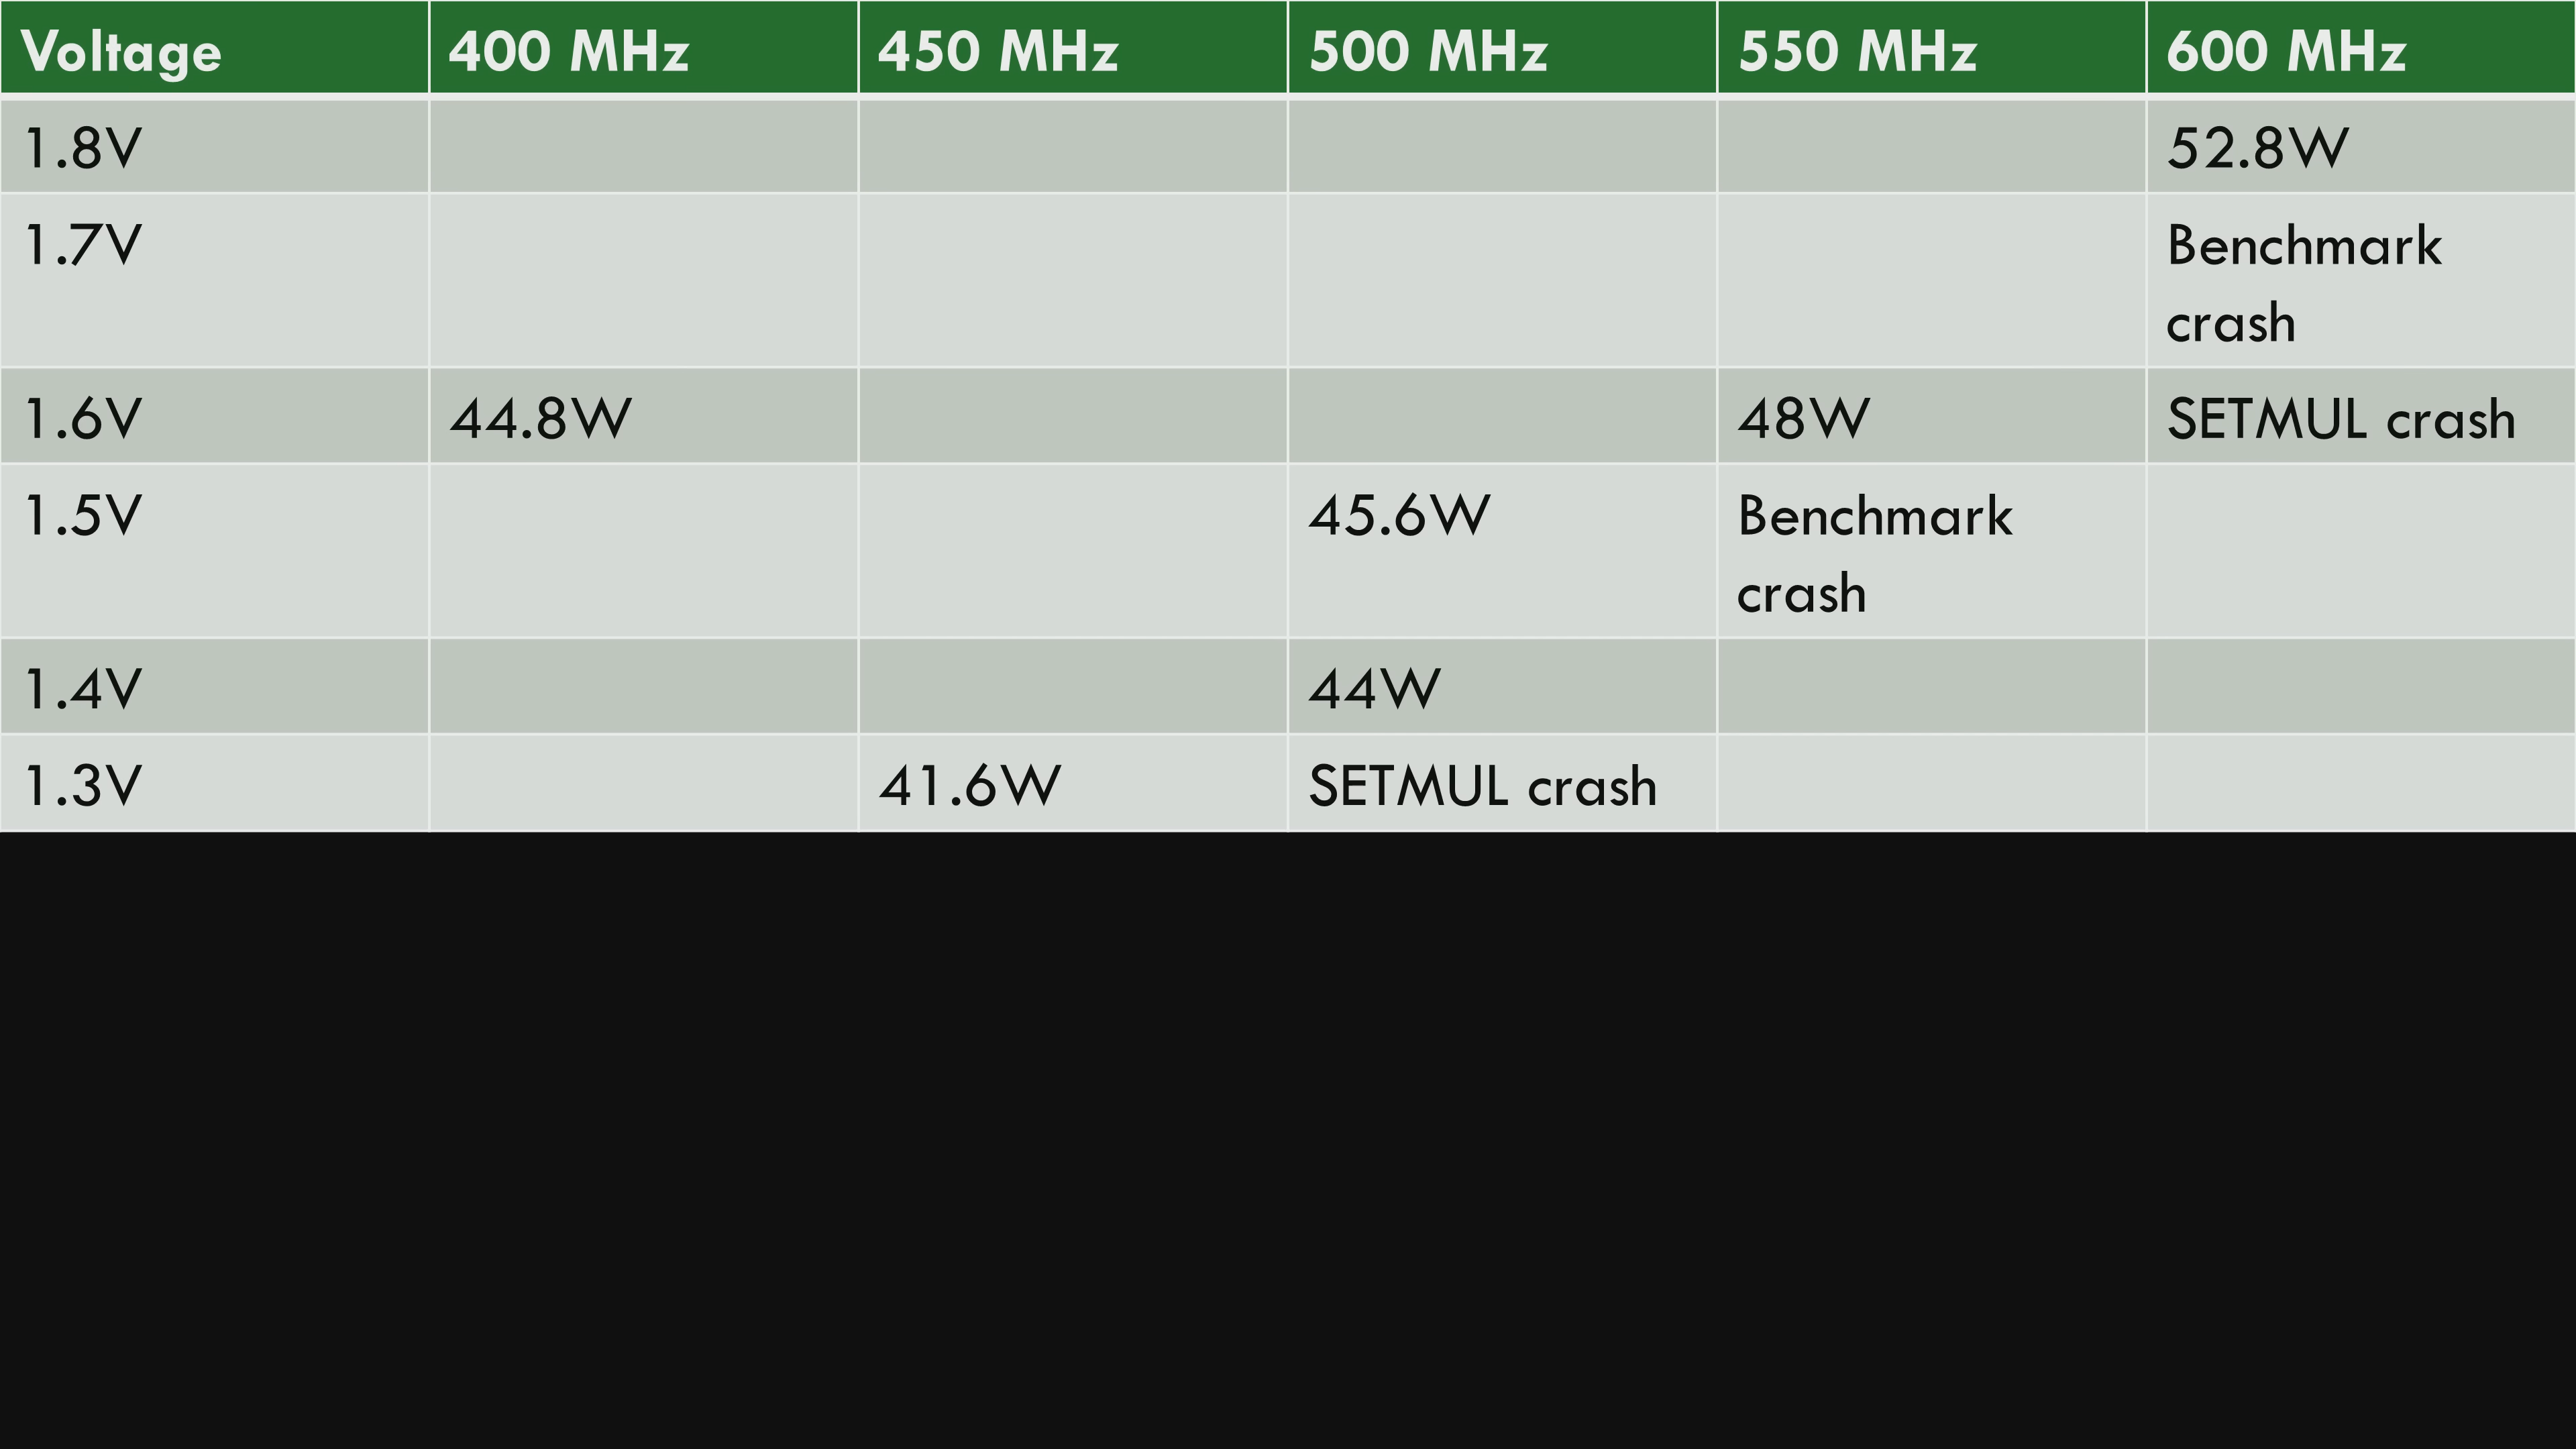 Voltage 400 MHz 450 MHz 500 MHz 550 MHz 600 MHz
1.8V 52.8W
1.7V Benchmark
crash
1.6V 44.8W 48W SETMUL crash
1.5V 45.6W Benchmark
crash
1.4V 44W
1.3V 41.6W SETMUL crash